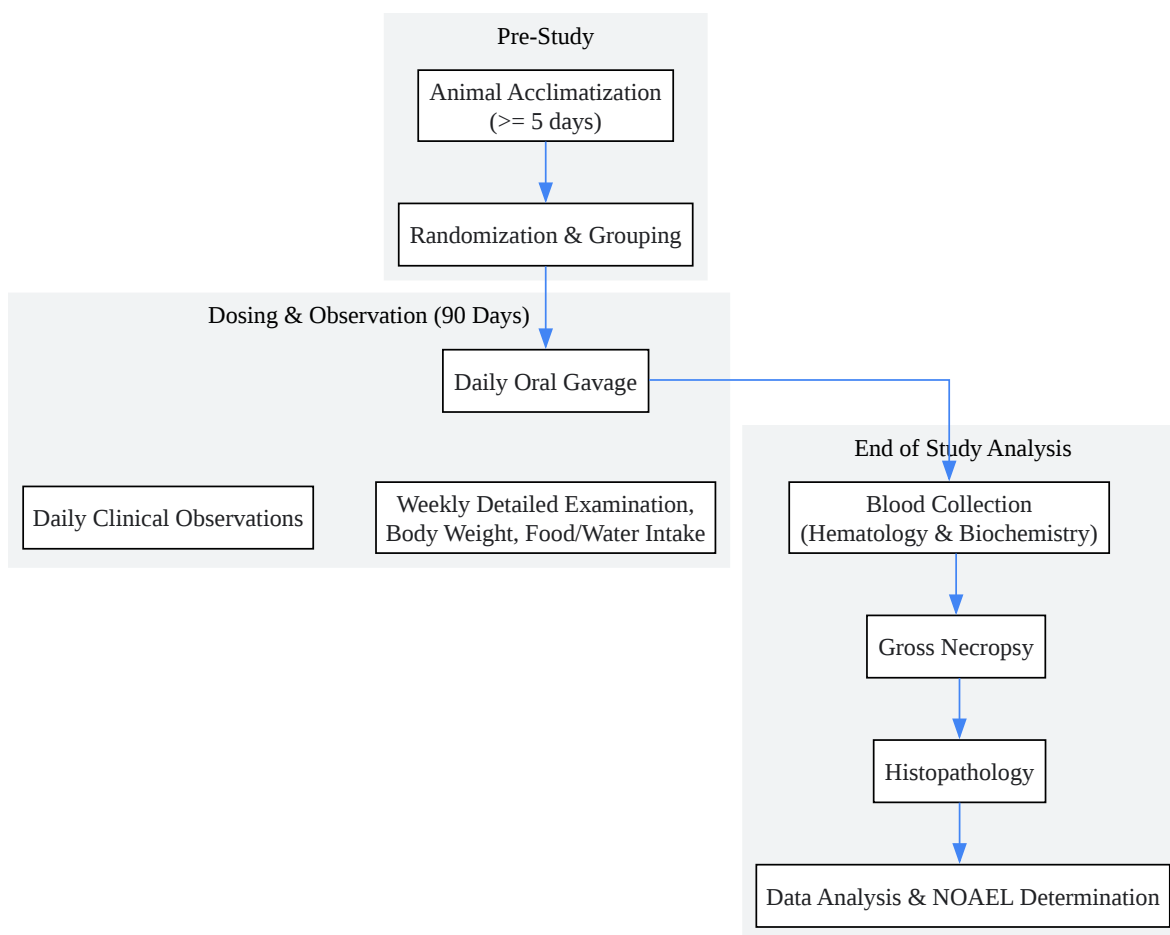 Pre-Study
Animal Acclimatization
(>= 5 days)
Randomization & Grouping
Dosing & Observation (90 Days)
Daily Oral Gavage
Daily Clinical Observations
Weekly Detailed Examination,
Body Weight, Food/Water Intake
End of Study Analysis
Blood Collection
(Hematology & Biochemistry)
Gross Necropsy
Histopathology
Data Analysis & NOAEL Determination